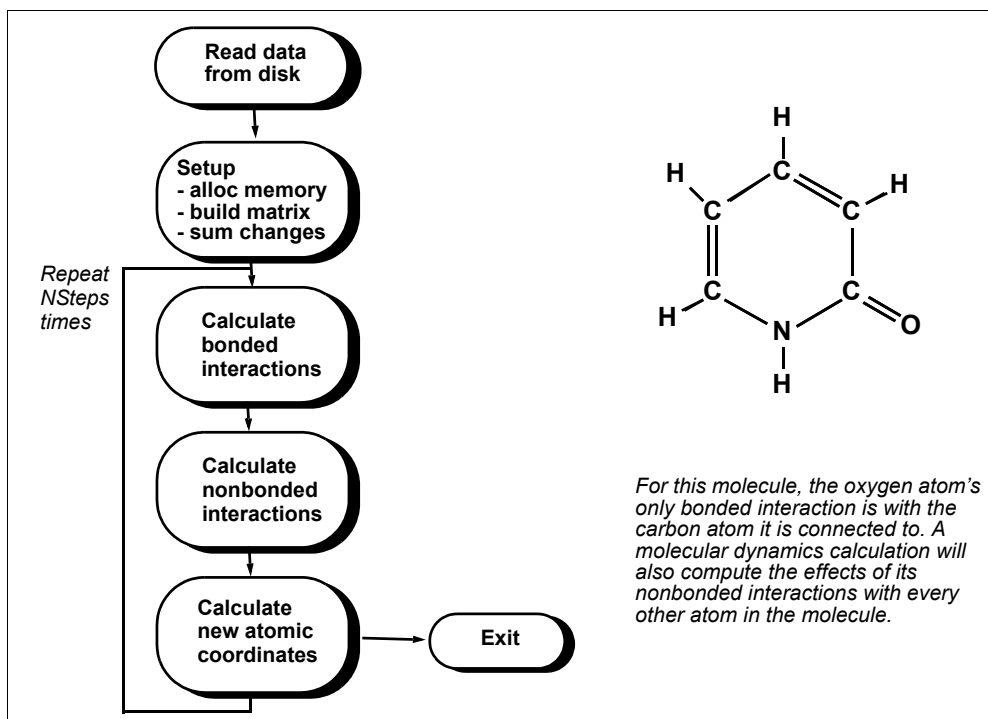 Read data
from disk
Setup
- alloc memory
- build matrix
- sum changes
Repeat
NSteps
times
Calculate
bonded
interactions
Calculate
nonbonded
interactions
Calculate
new atomic
coordinates
Exit
H
H
C
H
C
C
C
C
H
N
O
H
For this molecule, the oxygen atom’s
only bonded interaction is with the
carbon atom it is connected to. A
molecular dynamics calculation will
also compute the effects of its
nonbonded interactions with every
other atom in the molecule.